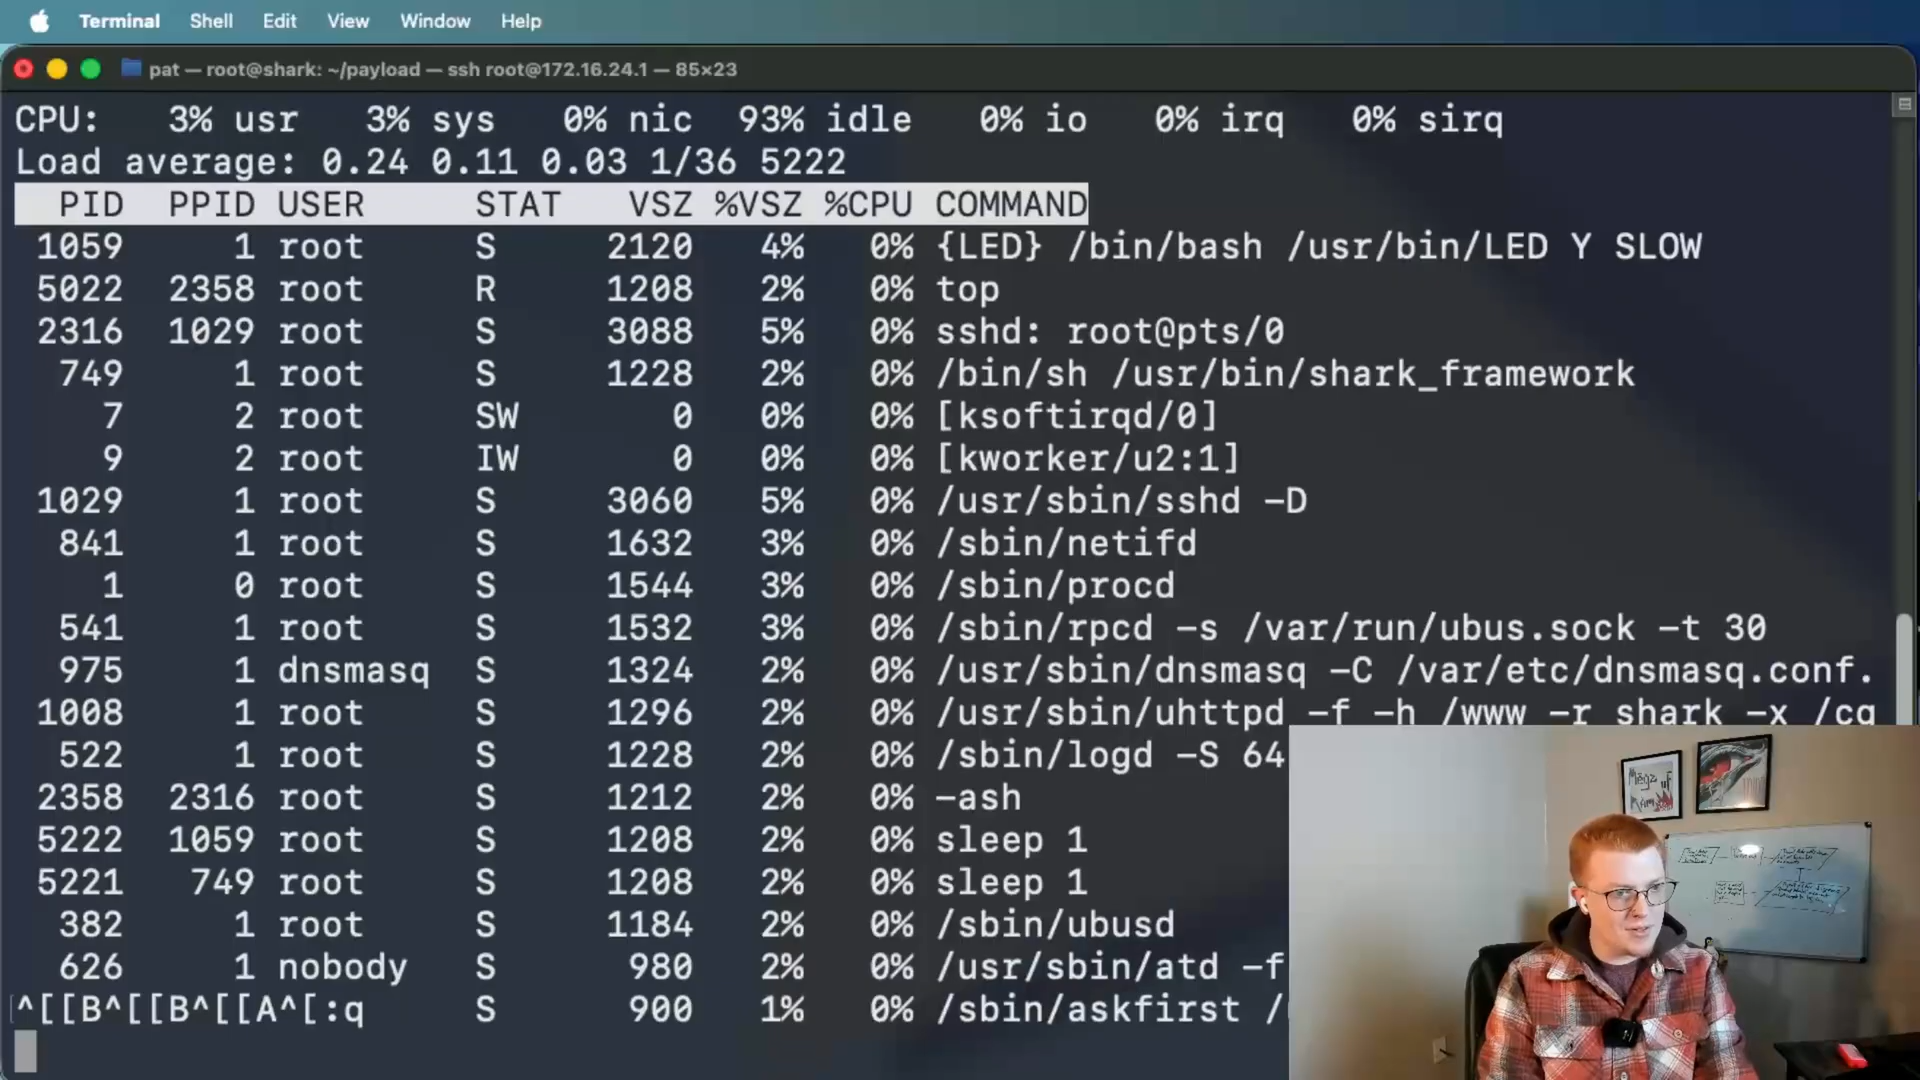 Terminal Shell Edit View Window Help
pat — root@shark: ~/payload — ssh root@172.16.24.1 — 85×23
CPU: 3% usr 3% sys 0% nic 93% idle 0% io 0% irq 0% sirq
Load average: 0.24 0.11 0.03 1/36 5222
PID PPID USER STAT VSZ %VSZ %CPU COMMAND
1059 1 root S 2120 4% 0% {LED} /bin/bash /usr/bin/LED Y SLOW
5022 2358 root R 1208 2% 0% top
2316 1029 root S 3088 5% 0% sshd: root@pts/0
749 1 root S 1228 2% 0% /bin/sh /usr/bin/shark_framework
7 2 root SW 0 0% 0% [ksoftirqd/0]
9 2 root IW 0 0% 0% [kworker/u2:1]
1029 1 root S 3060 5% 0% /usr/sbin/sshd -D
841 1 root S 1632 3% 0% /sbin/netifd
1 0 root S 1544 3% 0% /sbin/procd
541 1 root S 1532 3% 0% /sbin/rpcd -s /var/run/ubus.sock -t 30
975 1 dnsmasq S 1324 2% 0% /usr/sbin/dnsmasq -C /var/etc/dnsmasq.conf.
1008 1 root S 1296 2% 0% /usr/sbin/uhttpd -f -h /www -r shark -x /cg
522 1 root S 1228 2% 0% /sbin/logd -S 64
2358 2316 root S 1212 2% 0% -ash
5222 1059 root S 1208 2% 0% sleep 1
5221 749 root S 1208 2% 0% sleep 1
382 1 root S 1184 2% 0% /sbin/ubusd
626 1 nobody S 980 2% 0% /usr/sbin/atd -f
^[[B^[[B^[[A^[:q S 900 1% 0% /sbin/askfirst /